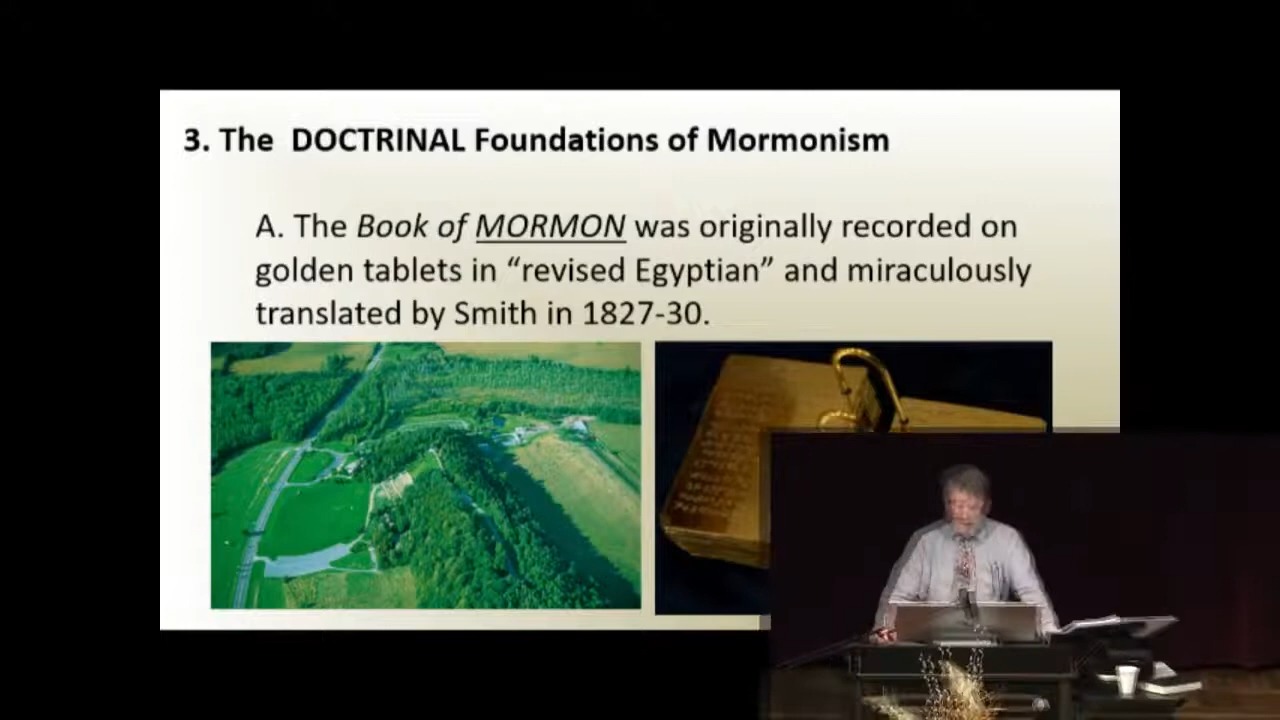 3. The DOCTRINAL Foundations of Mormonism
A. The Book of MORMON was originally recorded on
golden tablets in “revised Egyptian” and miraculously
translated by Smith in 1827-30.